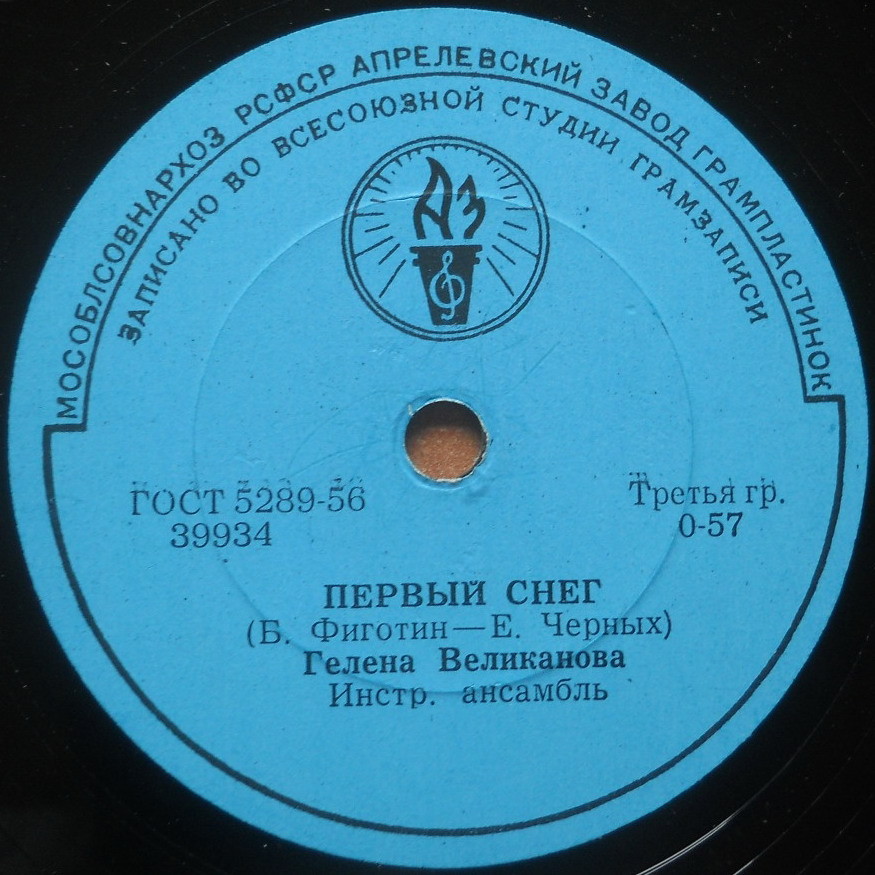 МОСОБЛСОВНАРХОЗ РСФСР АПРЕЛЕВСКИЙ ЗАВОД ГРАМПЛАСТИНОК
ЗАПИСАНО ВО ВСЕСОЮЗНОЙ СТУДИИ ГРАМЗАПИСИ
АЗ
ГОСТ 5289-56
39934
Третья гр.
0-57
ПЕРВЫЙ СНЕГ
(Б. Фиготин—Е. Черных)
Гелена Великанова
Инстр. ансамбль